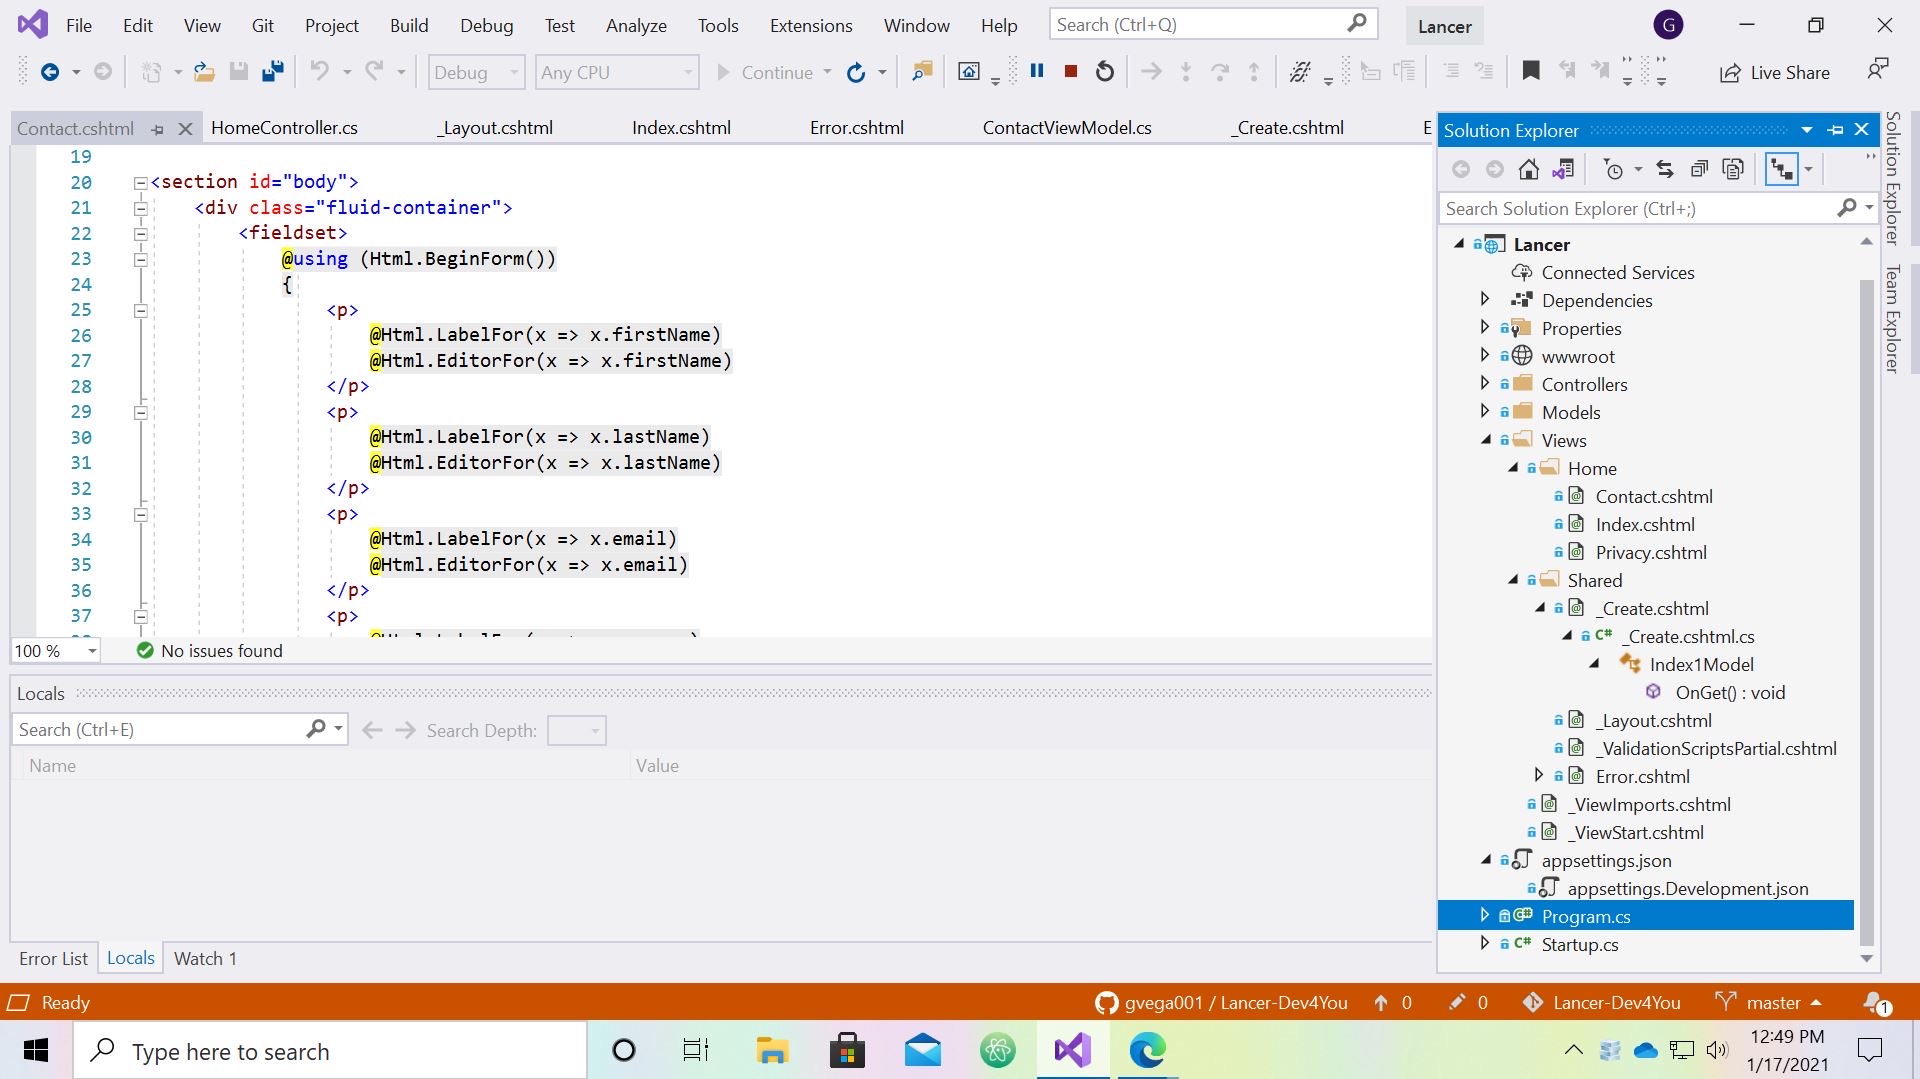 File Edit View Git Project Build Debug Test Analyze Tools Extensions Window Help Search (Ctrl+Q) Lancer G
Debug Any CPU Continue Live Share
Contact.cshtml HomeController.cs _Layout.cshtml Index.cshtml Error.cshtml ContactViewModel.cs _Create.cshtml E
19
20 <section id="body">
21 <div class="fluid-container">
22 <fieldset>
23 @using (Html.BeginForm())
24 {
25 <p>
26 @Html.LabelFor(x => x.firstName)
27 @Html.EditorFor(x => x.firstName)
28 </p>
29 <p>
30 @Html.LabelFor(x => x.lastName)
31 @Html.EditorFor(x => x.lastName)
32 </p>
33 <p>
34 @Html.LabelFor(x => x.email)
35 @Html.EditorFor(x => x.email)
36 </p>
37 <p>
100 % No issues found
Locals
Search (Ctrl+E) Search Depth:
Name Value
Error List Locals Watch 1
Solution Explorer
Search Solution Explorer (Ctrl+;)
Lancer
Connected Services
Dependencies
Properties
wwwroot
Controllers
Models
Views
Home
Contact.cshtml
Index.cshtml
Privacy.cshtml
Shared
_Create.cshtml
C# _Create.cshtml.cs
Index1Model
OnGet() : void
_Layout.cshtml
_ValidationScriptsPartial.cshtml
Error.cshtml
_ViewImports.cshtml
_ViewStart.cshtml
appsettings.json
appsettings.Development.json
C# Program.cs
C# Startup.cs
Solution Explorer
Team Explorer
Ready gvega001 / Lancer-Dev4You 0 0 Lancer-Dev4You master 1
Type here to search
12:49 PM
1/17/2021